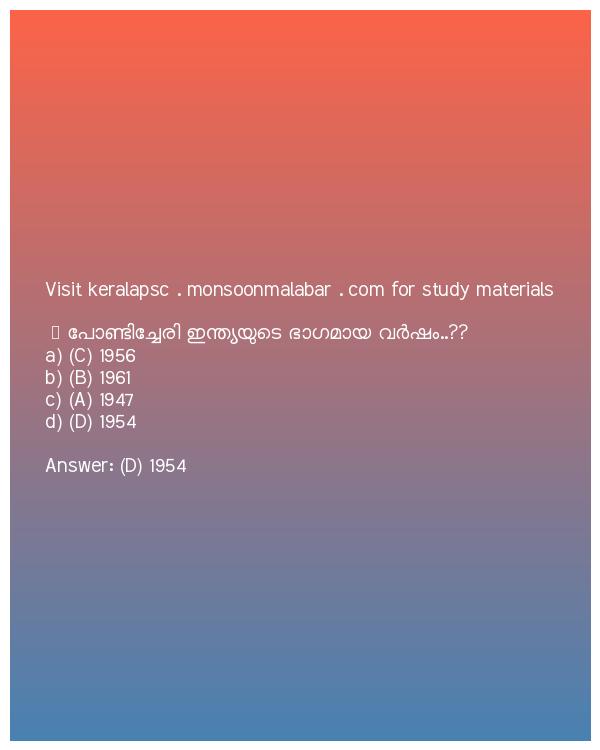 Visit keralapsc . monsoonmalabar . com for study materials
പോണ്ടിച്ചേരി ഇന്ത്യയുടെ ഭാഗമായ വർഷം..??
a) (C) 1956
b) (B) 1961
c) (A) 1947
d) (D) 1954
Answer: (D) 1954